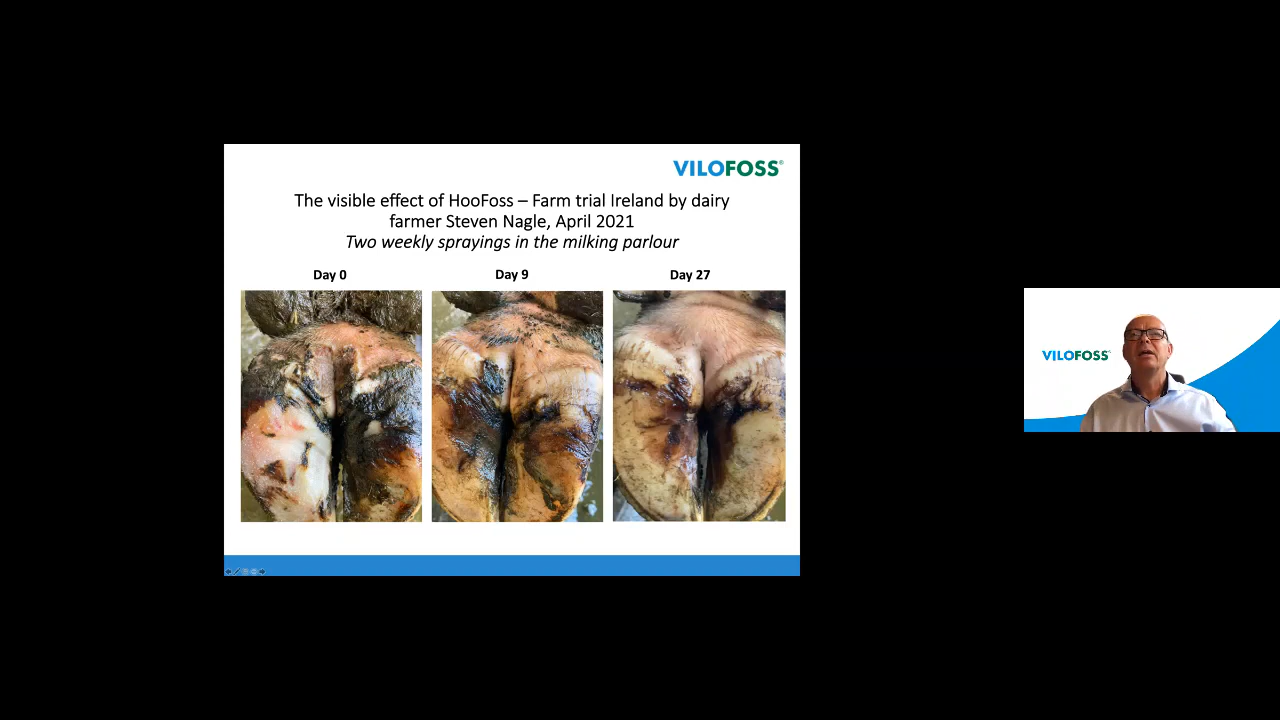 VILOFOSS®
The visible effect of HooFoss – Farm trial Ireland by dairy
farmer Steven Nagle, April 2021
Two weekly sprayings in the milking parlour
Day 0
Day 9
Day 27
VILOFOSS®